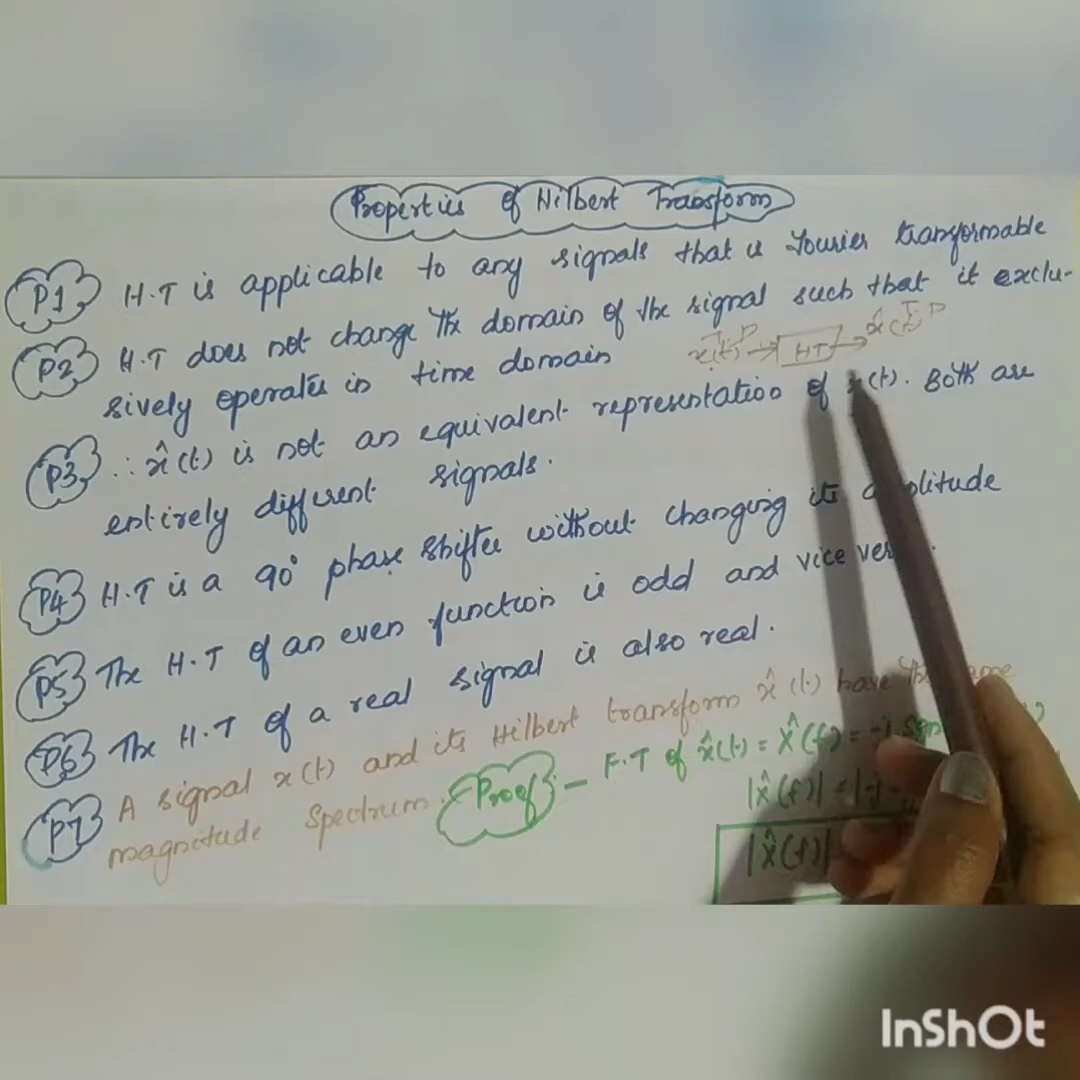 Properties of Hilbert Transform
P1 H.T is applicable to any signals that is Fourier transformable
P2 H.T does not change the domain of the signal such that it exclu-
sively operates in time domain
T.D
x(t) → HT → x̂(t) T.D
P3 ∴ x̂(t) is not an equivalent representation of x(t). Both are
entirely different signals.
P4 H.T is a 90° phase shifter without changing its
P5 The H.T of an even function is odd and vice
P6 The H.T of a real signal is also real.
P7 A signal x(t) and its Hilbert transform x̂(t) have
magnitude spectrum. Proof - F.T of x̂(t) = X̂(f) = -j
|X̂(f)| = |-j
|X̂(f)|
InShOt